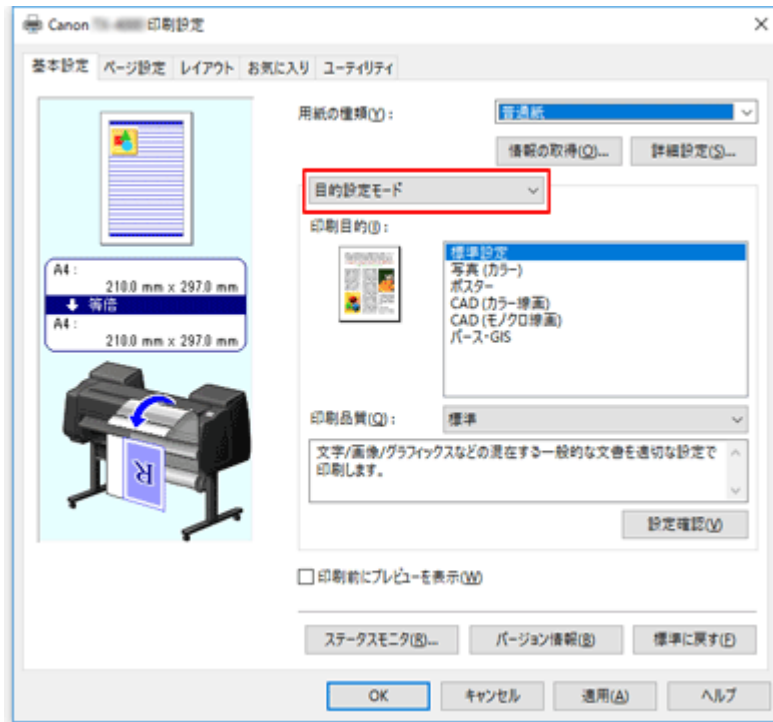 Canon 印刷設定
基本設定 ページ設定 レイアウト お気に入り ユーティリティ
用紙の種類(Y): 普通紙
情報の取得(O)... 詳細設定(S)...
目的設定モード
印刷目的(I):
標準設定
写真 (カラー)
ポスター
CAD (カラー線画)
CAD (モノクロ線画)
パース・GIS
A4 :
210.0 mm x 297.0 mm
等倍
A4 :
210.0 mm x 297.0 mm
R
印刷品質(Q): 標準
文字/画像/グラフィックスなどの混在する一般的な文書を適切な設定で
印刷します。
設定確認(V)
印刷前にプレビューを表示(W)
ステータスモニタ(R)... バージョン情報(B) 標準に戻す(F)
OK キャンセル 適用(A) ヘルプ